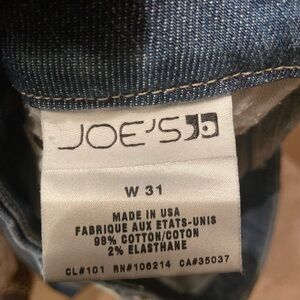 JOE'S
W 31
MADE IN USA
FABRIQUE AUX ETATS-UNIS
98% COTTON/COTON
2% ELASTHANE
CL#101 RN#106214 CA#35037